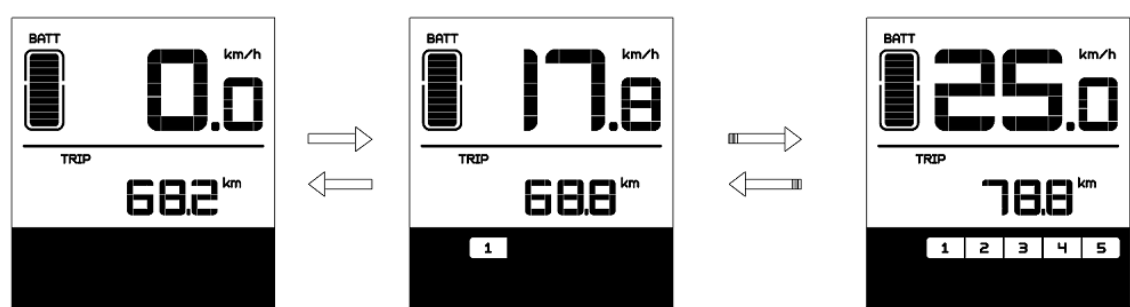 BATT
km/h
0.0
TRIP
68.2 km
BATT
km/h
17.8
TRIP
68.8 km
1
BATT
km/h
25.0
TRIP
78.8 km
1 2 3 4 5